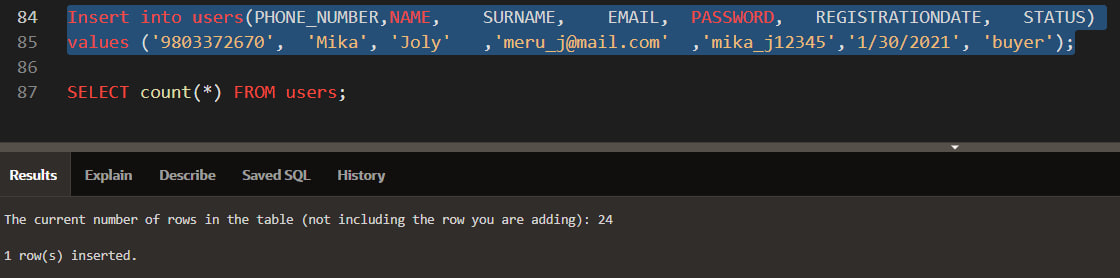 84 Insert into users(PHONE_NUMBER,NAME, SURNAME, EMAIL, PASSWORD, REGISTRATIONDATE, STATUS)
85 values ('9803372670', 'Mika', 'Joly' ,'meru_j@mail.com' ,'mika_j12345','1/30/2021', 'buyer');
86
87 SELECT count(*) FROM users;
Results Explain Describe Saved SQL History
The current number of rows in the table (not including the row you are adding): 24
1 row(s) inserted.